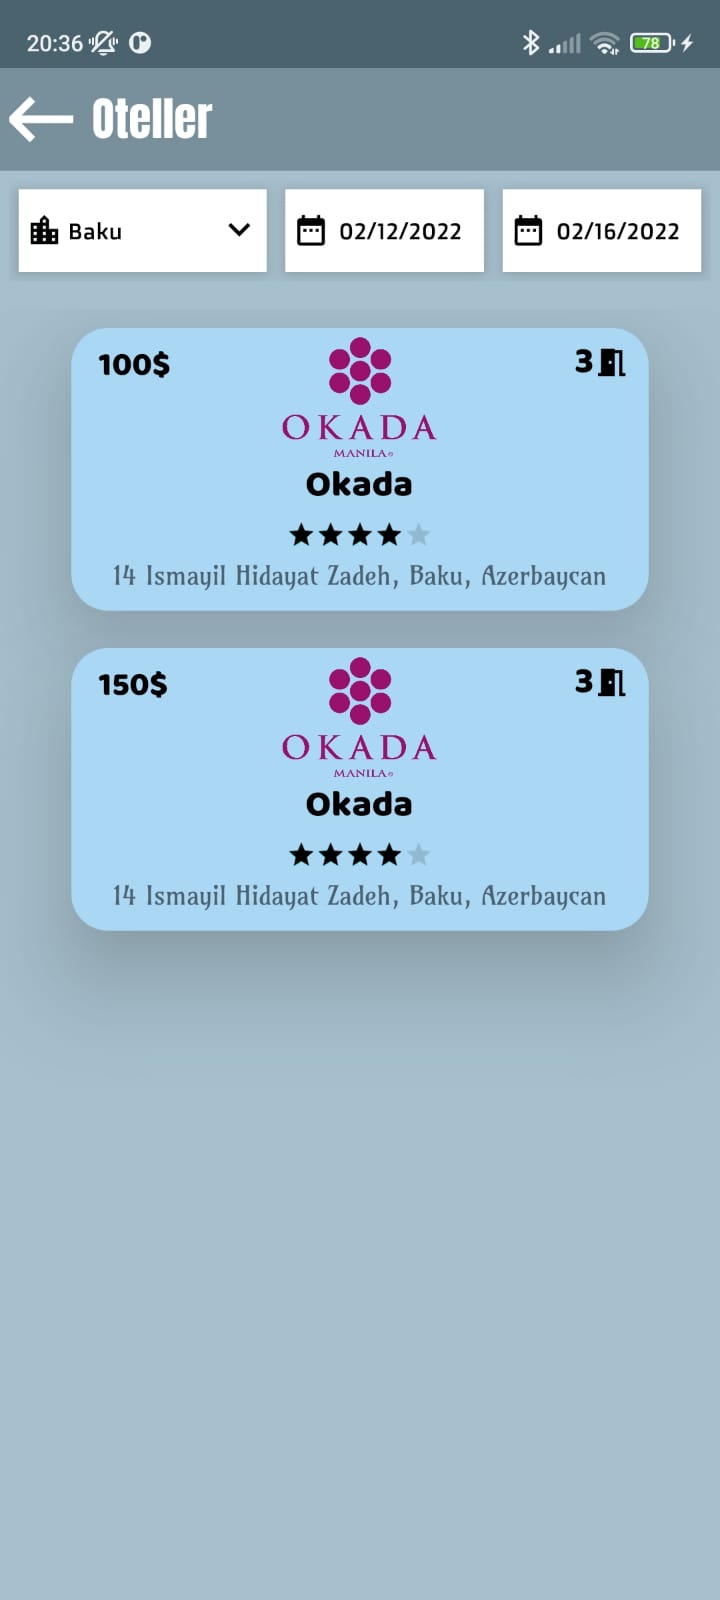 20:36
78
Oteller
Baku
02/12/2022
02/16/2022
100$
3
OKADA
MANILA®
Okada
14 Ismayil Hidayat Zadeh, Baku, Azerbaycan
150$
3
OKADA
MANILA®
Okada
14 Ismayil Hidayat Zadeh, Baku, Azerbaycan